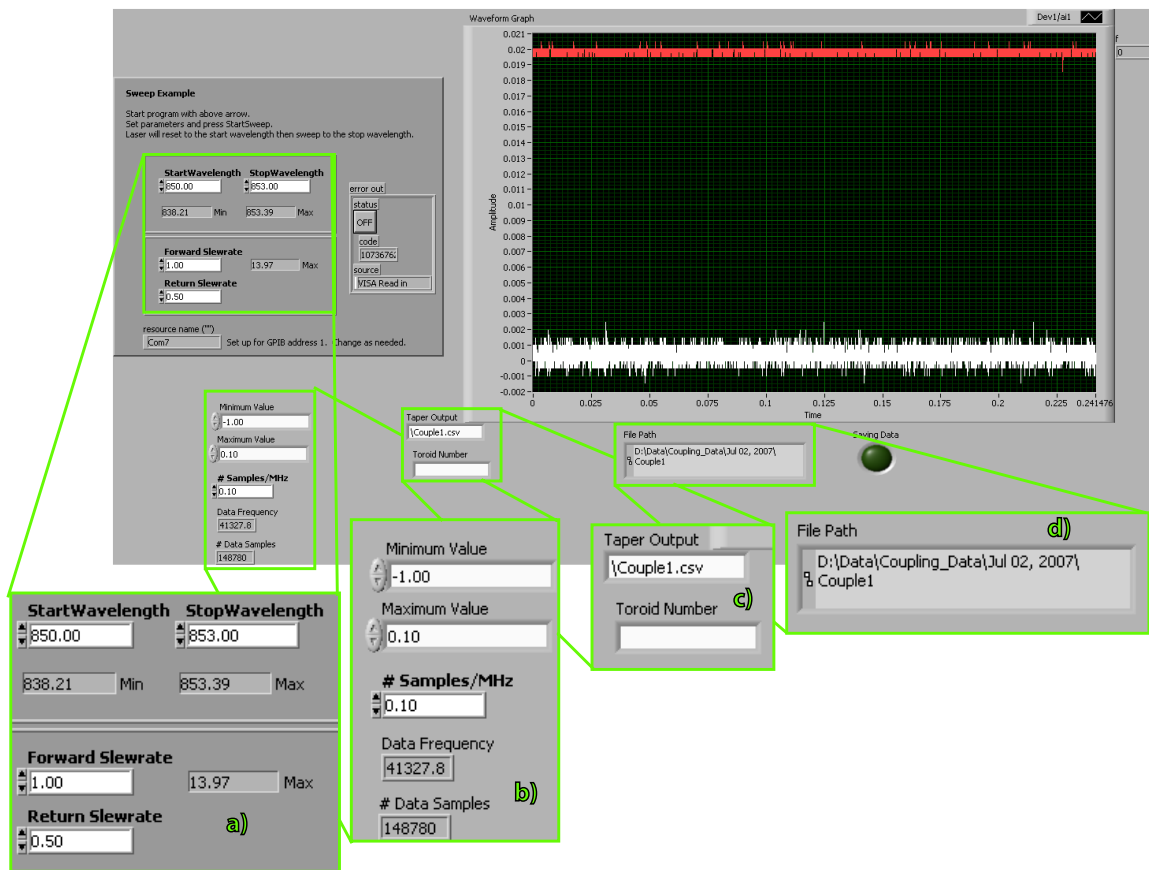 Waveform Graph
Dev1/ai1
f
0
0.021
0.02
0.019
0.018
0.017
0.016
0.015
0.014
0.013
0.012
0.011
0.01
0.009
0.008
0.007
0.006
0.005
0.004
0.003
0.002
0.001
0
-0.001
-0.002
Amplitude
0 0.025 0.05 0.075 0.1 0.125 0.15 0.175 0.2 0.225 0.241476
Time
Sweep Example
Start program with above arrow.
Set parameters and press StartSweep.
Laser will reset to the start wavelength then sweep to the stop wavelength.
StartWavelength StopWavelength
850.00 853.00
838.21 Min 853.39 Max
Forward Slewrate
1.00 13.97 Max
Return Slewrate
0.50
error out
status
OFF
code
1073676
source
VISA Read in
resource name ("")
Com7 Set up for GPIB address 1. Change as needed.
Minimum Value
-1.00
Maximum Value
0.10
# Samples/MHz
0.10
Data Frequency
41327.8
# Data Samples
148780
Taper Output
\Couple1.csv
Toroid Number
File Path
D:\Data\Coupling_Data\Jul 02, 2007\
Couple1
Saving Data
StartWavelength StopWavelength
850.00 853.00
838.21 Min 853.39 Max
Forward Slewrate
1.00 13.97 Max
Return Slewrate
0.50
a)
Minimum Value
-1.00
Maximum Value
0.10
# Samples/MHz
0.10
Data Frequency
41327.8
# Data Samples
148780
b)
Taper Output
\Couple1.csv
Toroid Number
c)
File Path
D:\Data\Coupling_Data\Jul 02, 2007\
Couple1
d)